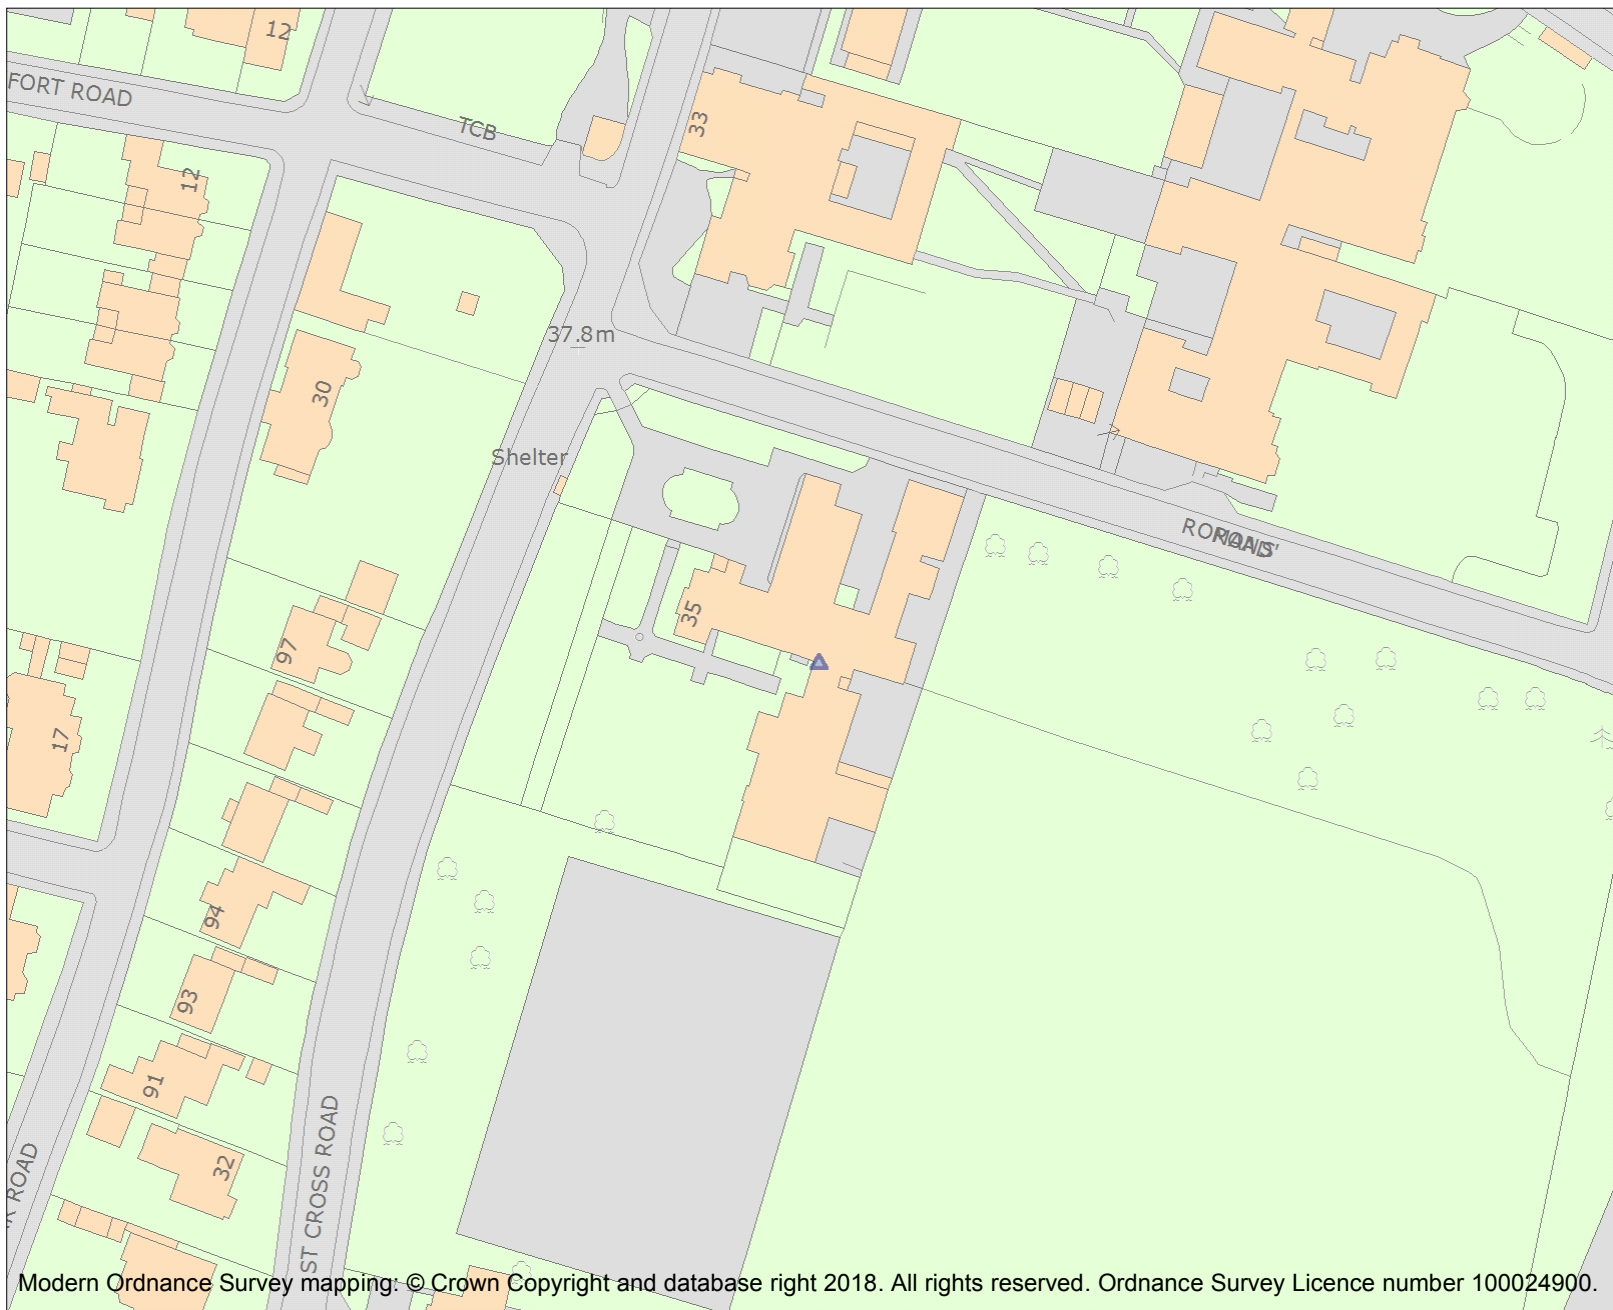 12
FORT ROAD
TCB
33
12
37.8m
30
Shelter
ROAD
35
97
17
94
93
91
32
ROAD
ST CROSS ROAD
Modern Ordnance Survey mapping: © Crown Copyright and database right 2018. All rights reserved. Ordnance Survey Licence number 100024900.